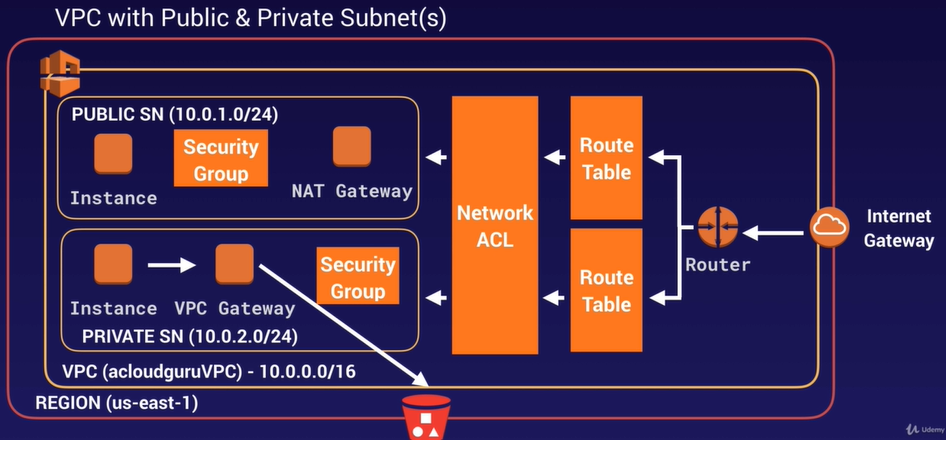 VPC with Public & Private Subnet(s)
PUBLIC SN (10.0.1.0/24)
Instance
Security
Group
NAT Gateway
Network
ACL
Route
Table
Router
Internet
Gateway
Instance
VPC Gateway
Security
Group
Route
Table
PRIVATE SN (10.0.2.0/24)
VPC (acloudguruVPC) - 10.0.0.0/16
REGION (us-east-1)
Udemy